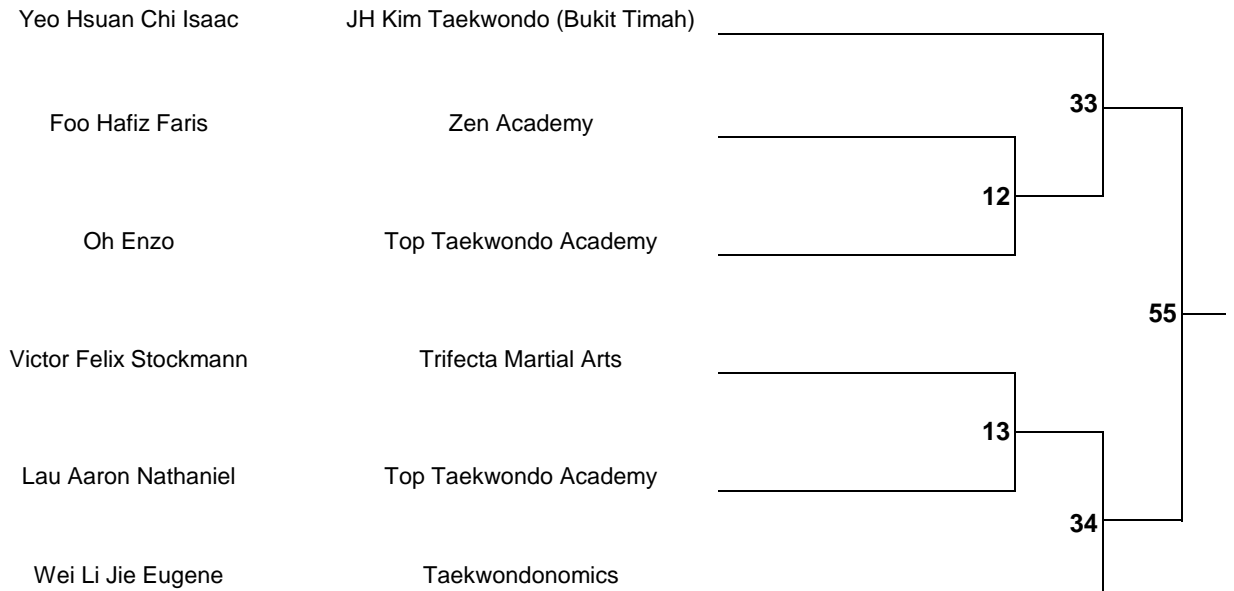 Yeo Hsuan Chi Isaac JH Kim Taekwondo (Bukit Timah)
33
Foo Hafiz Faris Zen Academy
12
Oh Enzo Top Taekwondo Academy
55
Victor Felix Stockmann Trifecta Martial Arts
13
Lau Aaron Nathaniel Top Taekwondo Academy
34
Wei Li Jie Eugene Taekwondonomics